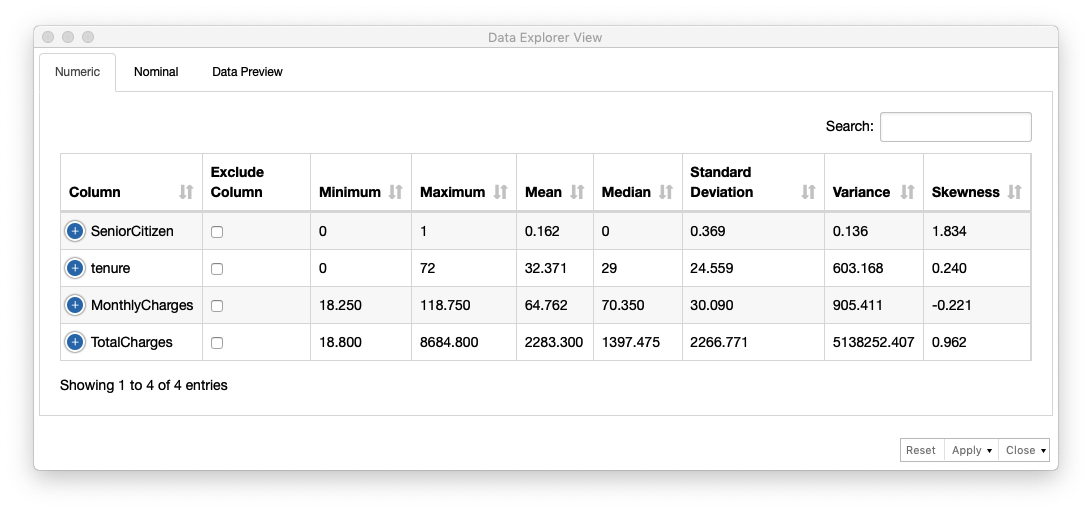 Data Explorer View
Numeric Nominal Data Preview
Search:
Column Exclude Column Minimum Maximum Mean Median Standard Deviation Variance Skewness
SeniorCitizen 0 1 0.162 0 0.369 0.136 1.834
tenure 0 72 32.371 29 24.559 603.168 0.240
MonthlyCharges 18.250 118.750 64.762 70.350 30.090 905.411 -0.221
TotalCharges 18.800 8684.800 2283.300 1397.475 2266.771 5138252.407 0.962
Showing 1 to 4 of 4 entries
Reset Apply Close